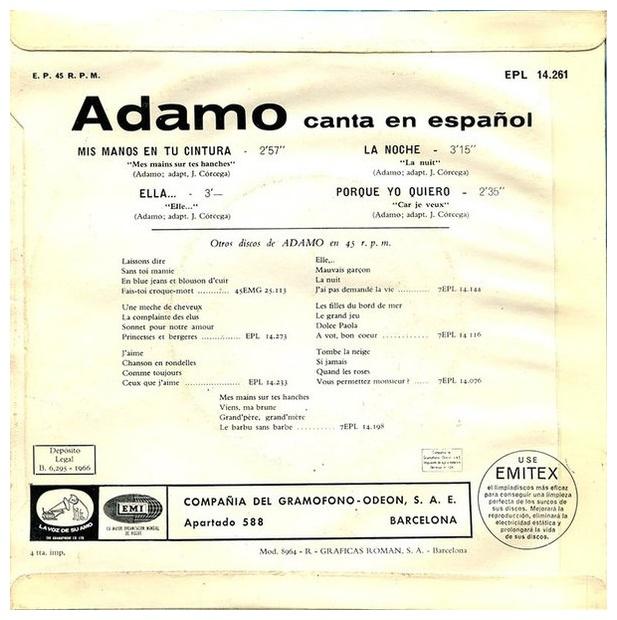 E. P. 45 R. P. M.
EPL 14.261
Adamo canta en español
MIS MANOS EN TU CINTURA - 2'57"
"Mes mains sur tes hanches"
(Adamo; adapt, J. Córcega)
ELLA... - 3'—
"Elle..."
(Adamo; adapt. J. Córcega)
LA NOCHE - 3'15"
"La nuit"
(Adamo; adapt. J. Córcega)
PORQUE YO QUIERO - 2'35"
"Car je veux"
(Adamo; adapt. J. Córcega)
Otros discos de ADAMO en 45 r. p. m.
Laissons dire
Sans toi mamie
En blue jeans et blouson d'cuir
Fais-toi croque-mort .......... 45EMG 25.113
Une meche de cheveux
La complainte des elus
Sonnet pour notre amour
Princesses et bergeres .......... EPL 14.273
J'aime
Chanson en rondelles
Comme toujours
Ceux que j'aime .............. EPL 14.233
Elle,..
Mauvais garçon
La nuit
J'ai pas demandé la vie .......... 7EPL 14.144
Les filles du bord de mer
Le grand jeu
Dolce Paola
A vot, bon coeur ............ 7EPL 14 116
Tombe la neige
Si jamais
Quand les roses
Vous permettez monsieur ? ..... 7EPL 14.076
Mes mains sur tes hanches
Viens, ma brune
Grand'père, grand'mère
Le barbu sans barbe .......... 7EPL 14.198
Depósito
Legal
B. 6,295 - 1966
LA VOZ DE SU AMO
EMI
LA MAYOR ORGANIZACION MUNDIAL
DE DISCOS
COMPAÑIA DEL GRAMOFONO-ODEON, S. A. E.
Apartado 588 BARCELONA
USE
EMITEX
el limpiadiscos más eficaz
para conseguir una limpieza
perfecta de los surcos de
sus discos. Mejorará la
reproducción, eliminará la
electricidad estática y
prolongará la vida
de sus discos.
4 tta. imp.
Mod. 8964 - R - GRAFICAS ROMAN, S. A. - Barcelona